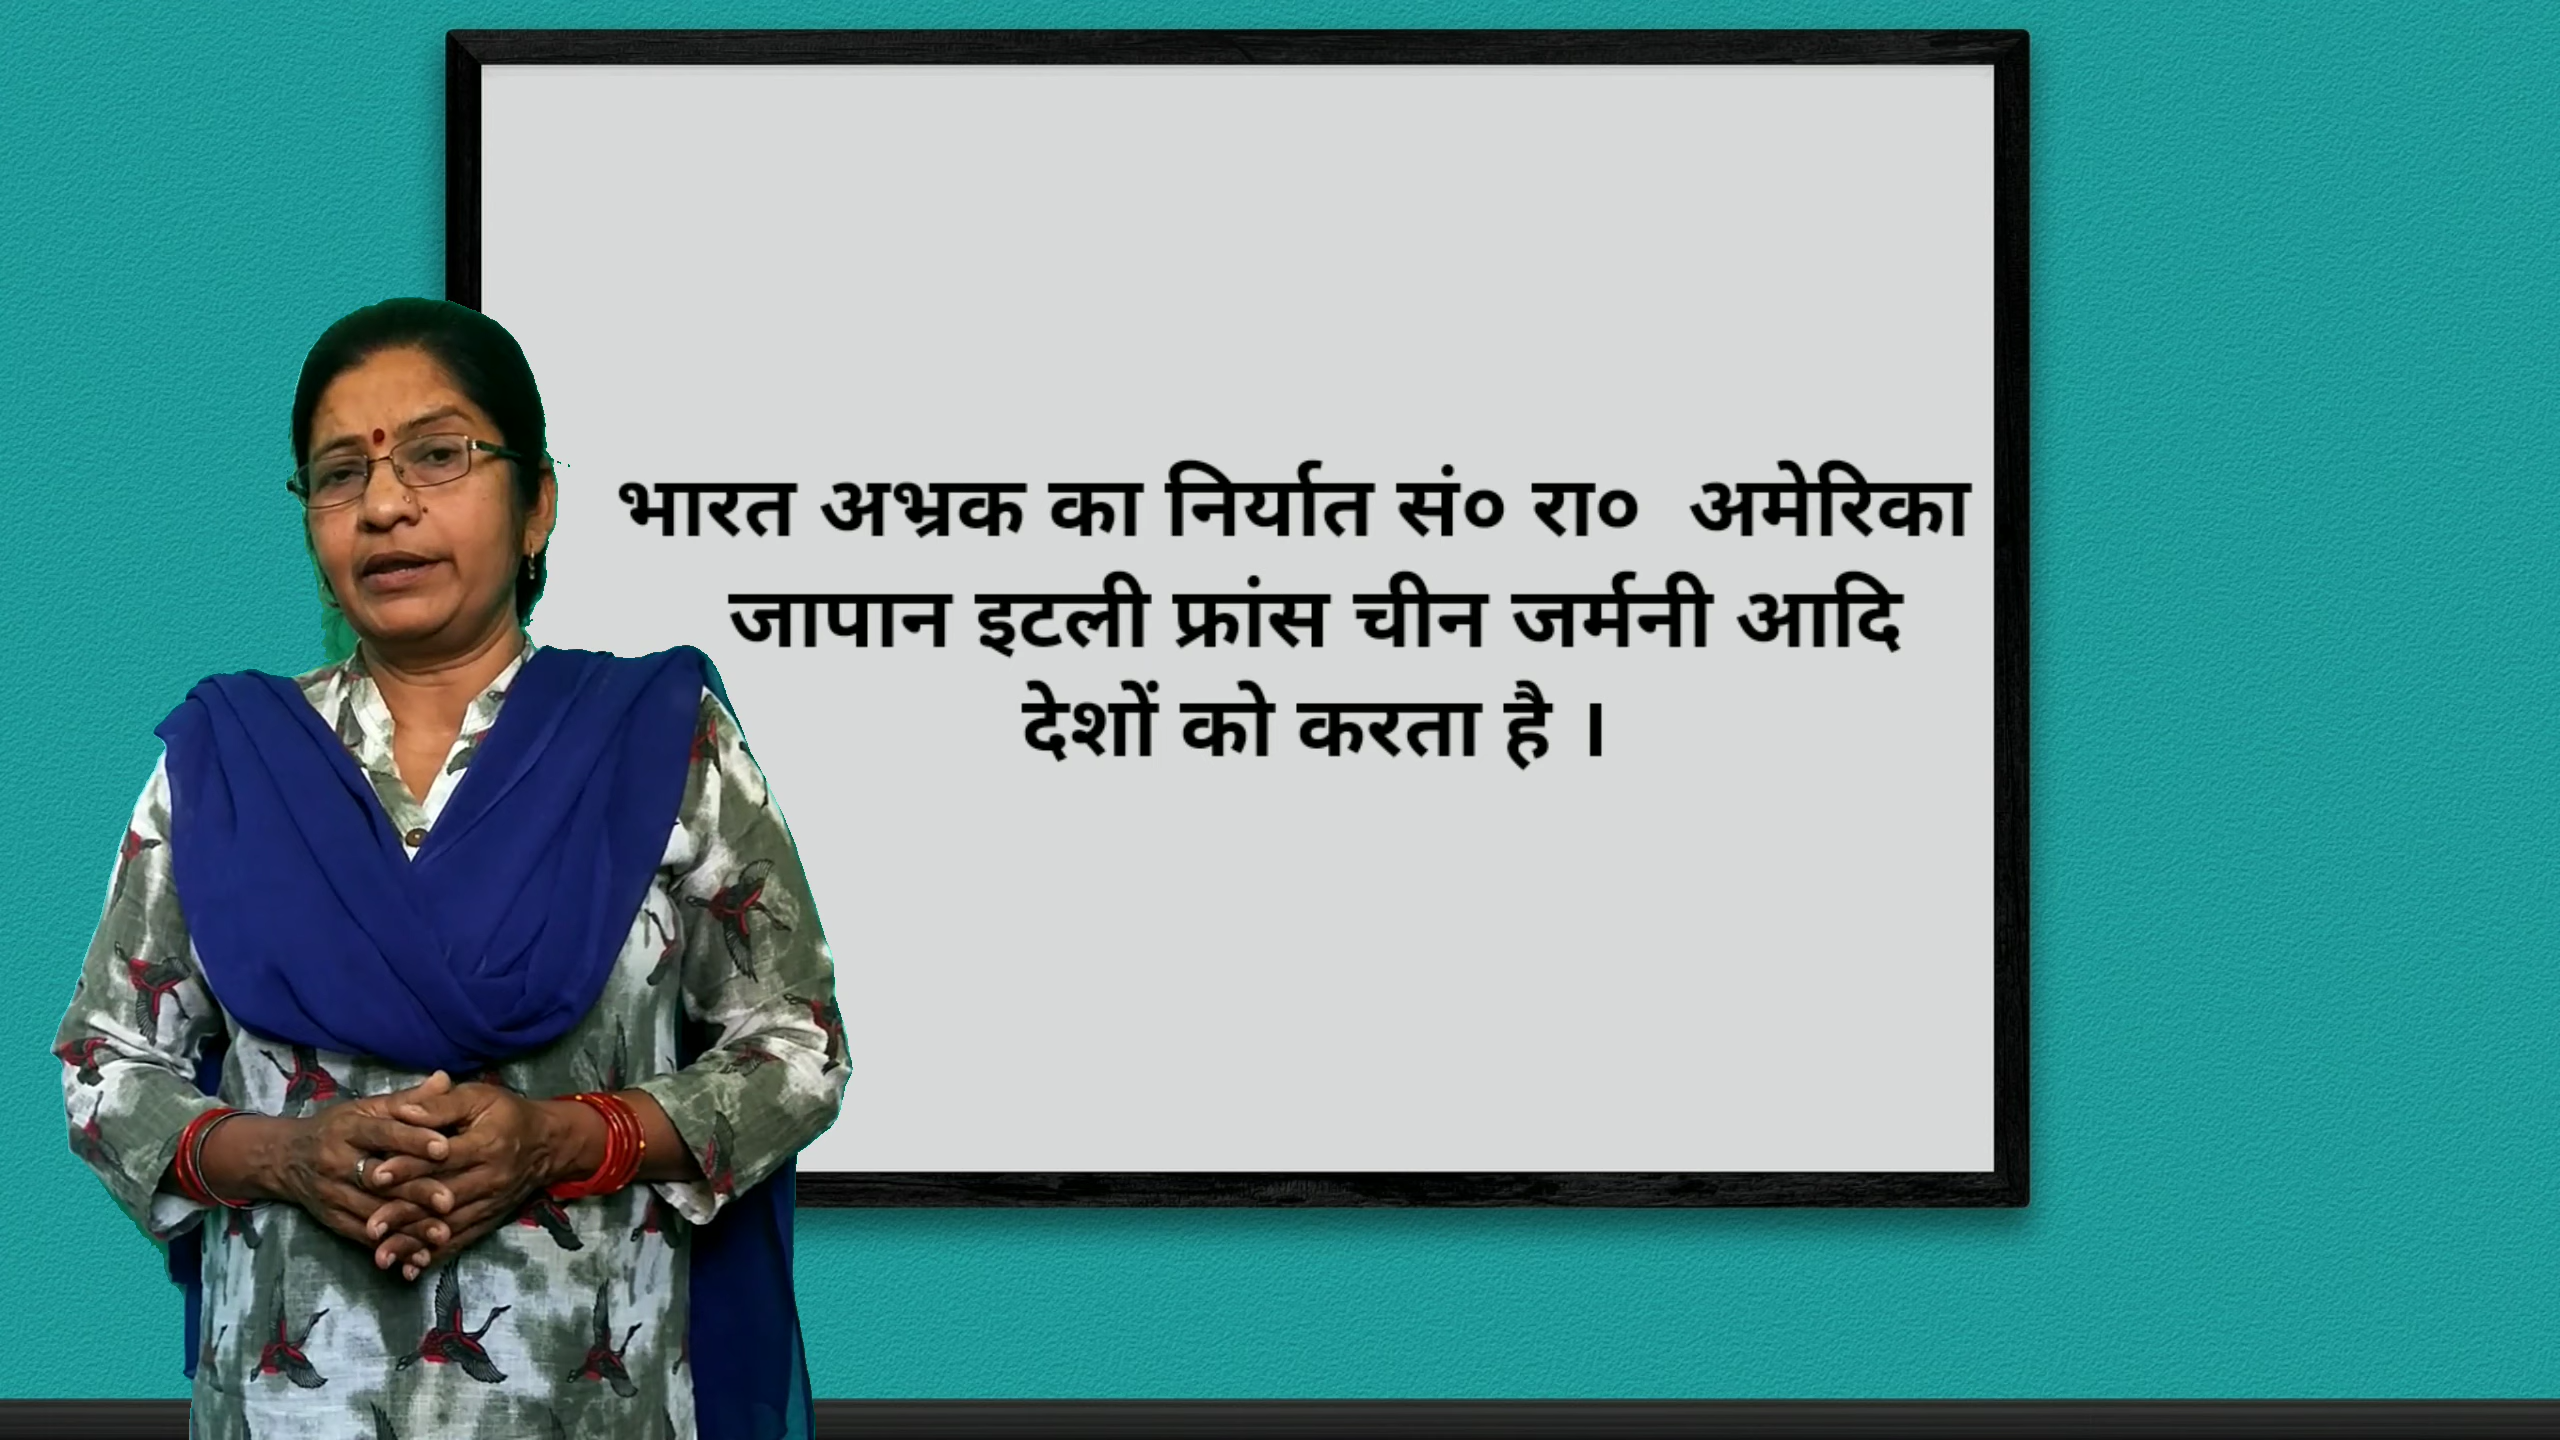 भारत अभ्रक का निर्यात सं० रा०  अमेरिका
जापान इटली फ्रांस चीन जर्मनी आदि
देशों को करता है ।